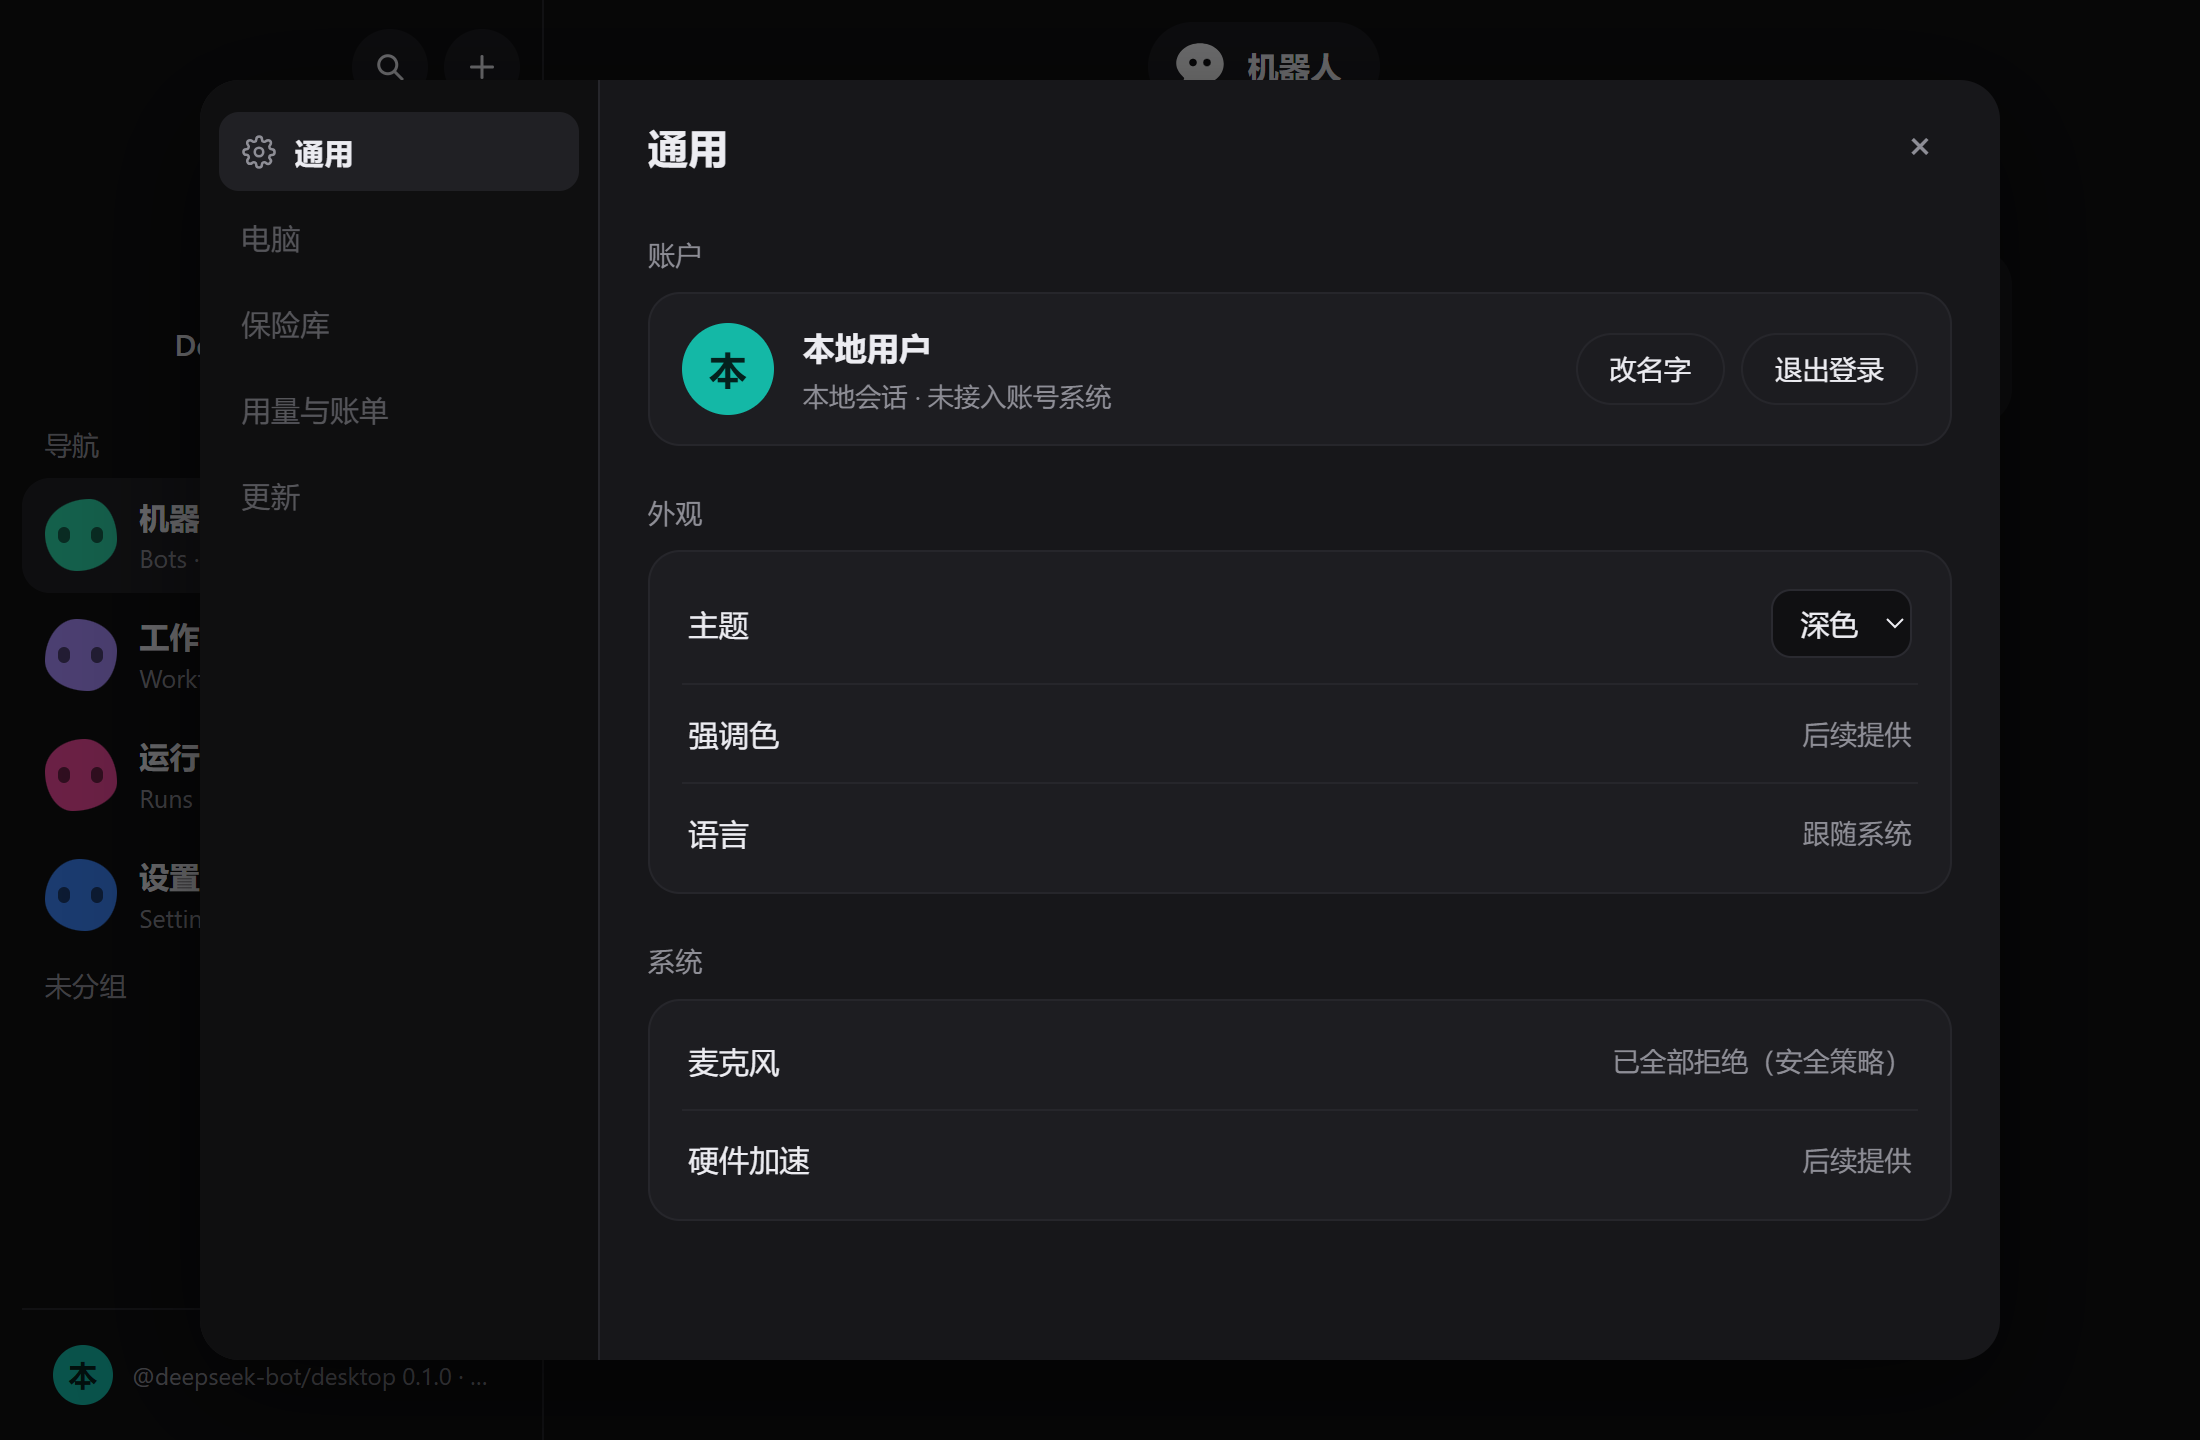 机器人
通用
电脑
保险库
用量与账单
更新
通用
账户
本
本地用户
本地会话 · 未接入账号系统
改名字
退出登录
外观
主题
深色
强调色
后续提供
语言
跟随系统
系统
麦克风
已全部拒绝（安全策略）
硬件加速
后续提供
导航
机器
Bots ·
工作
运行
Runs
设置
未分组
本
@deepseek-bot/desktop 0.1.0 · ...